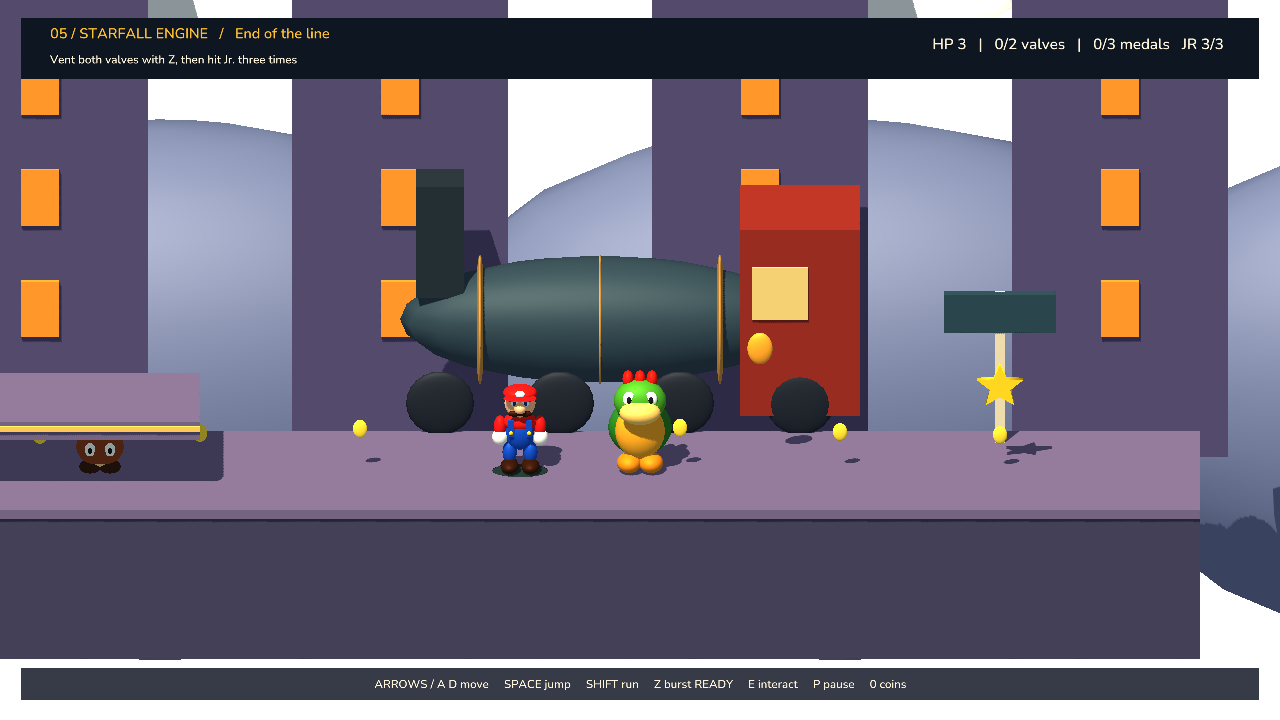 05 / STARFALL ENGINE / End of the line
Vent both valves with Z, then hit Jr. three times
HP 3 | 0/2 valves | 0/3 medals JR 3/3
ARROWS / A D move SPACE jump SHIFT run Z burst READY E interact P pause 0 coins